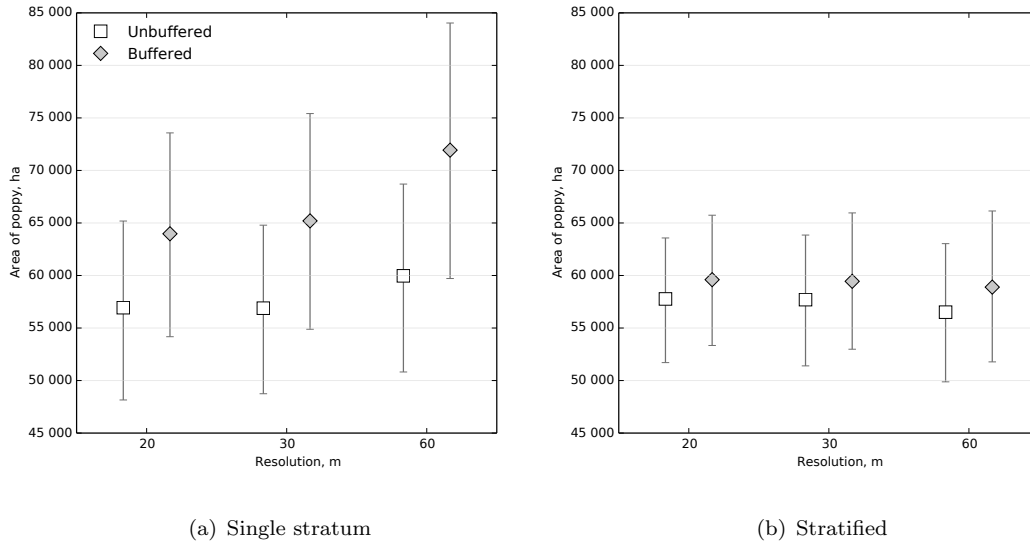 85 000
80 000
75 000
70 000
65 000
60 000
55 000
50 000
45 000
Area of poppy, ha
Unbuffered
Buffered
20 30 60
Resolution, m
(a) Single stratum
85 000
80 000
75 000
70 000
65 000
60 000
55 000
50 000
45 000
Area of poppy, ha
20 30 60
Resolution, m
(b) Stratified